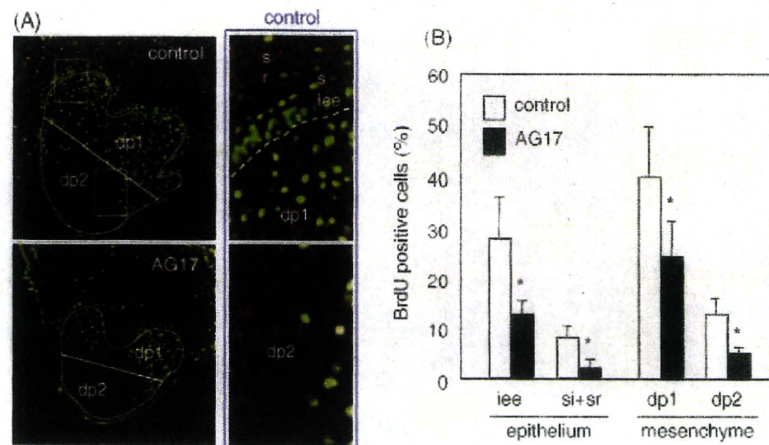 (A)
control
control
s
r
s
iee
dp1
dp2
dp1
AG17
dp1
dp2
dp2
(B)
60
50
40
30
20
10
0
BrdU positive cells (%)
control
AG17
*
*
*
*
iee
si+sr
dp1
dp2
epithelium
mesenchyme